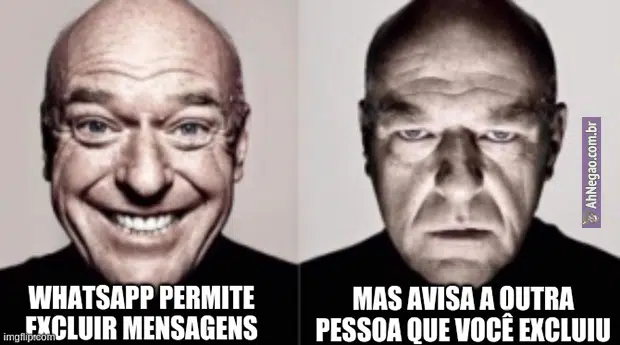 WHATSAPP PERMITE
EXCLUIR MENSAGENS
MAS AVISA A OUTRA
PESSOA QUE VOCÊ EXCLUIU
AhNegao.com.br
imgflip.com